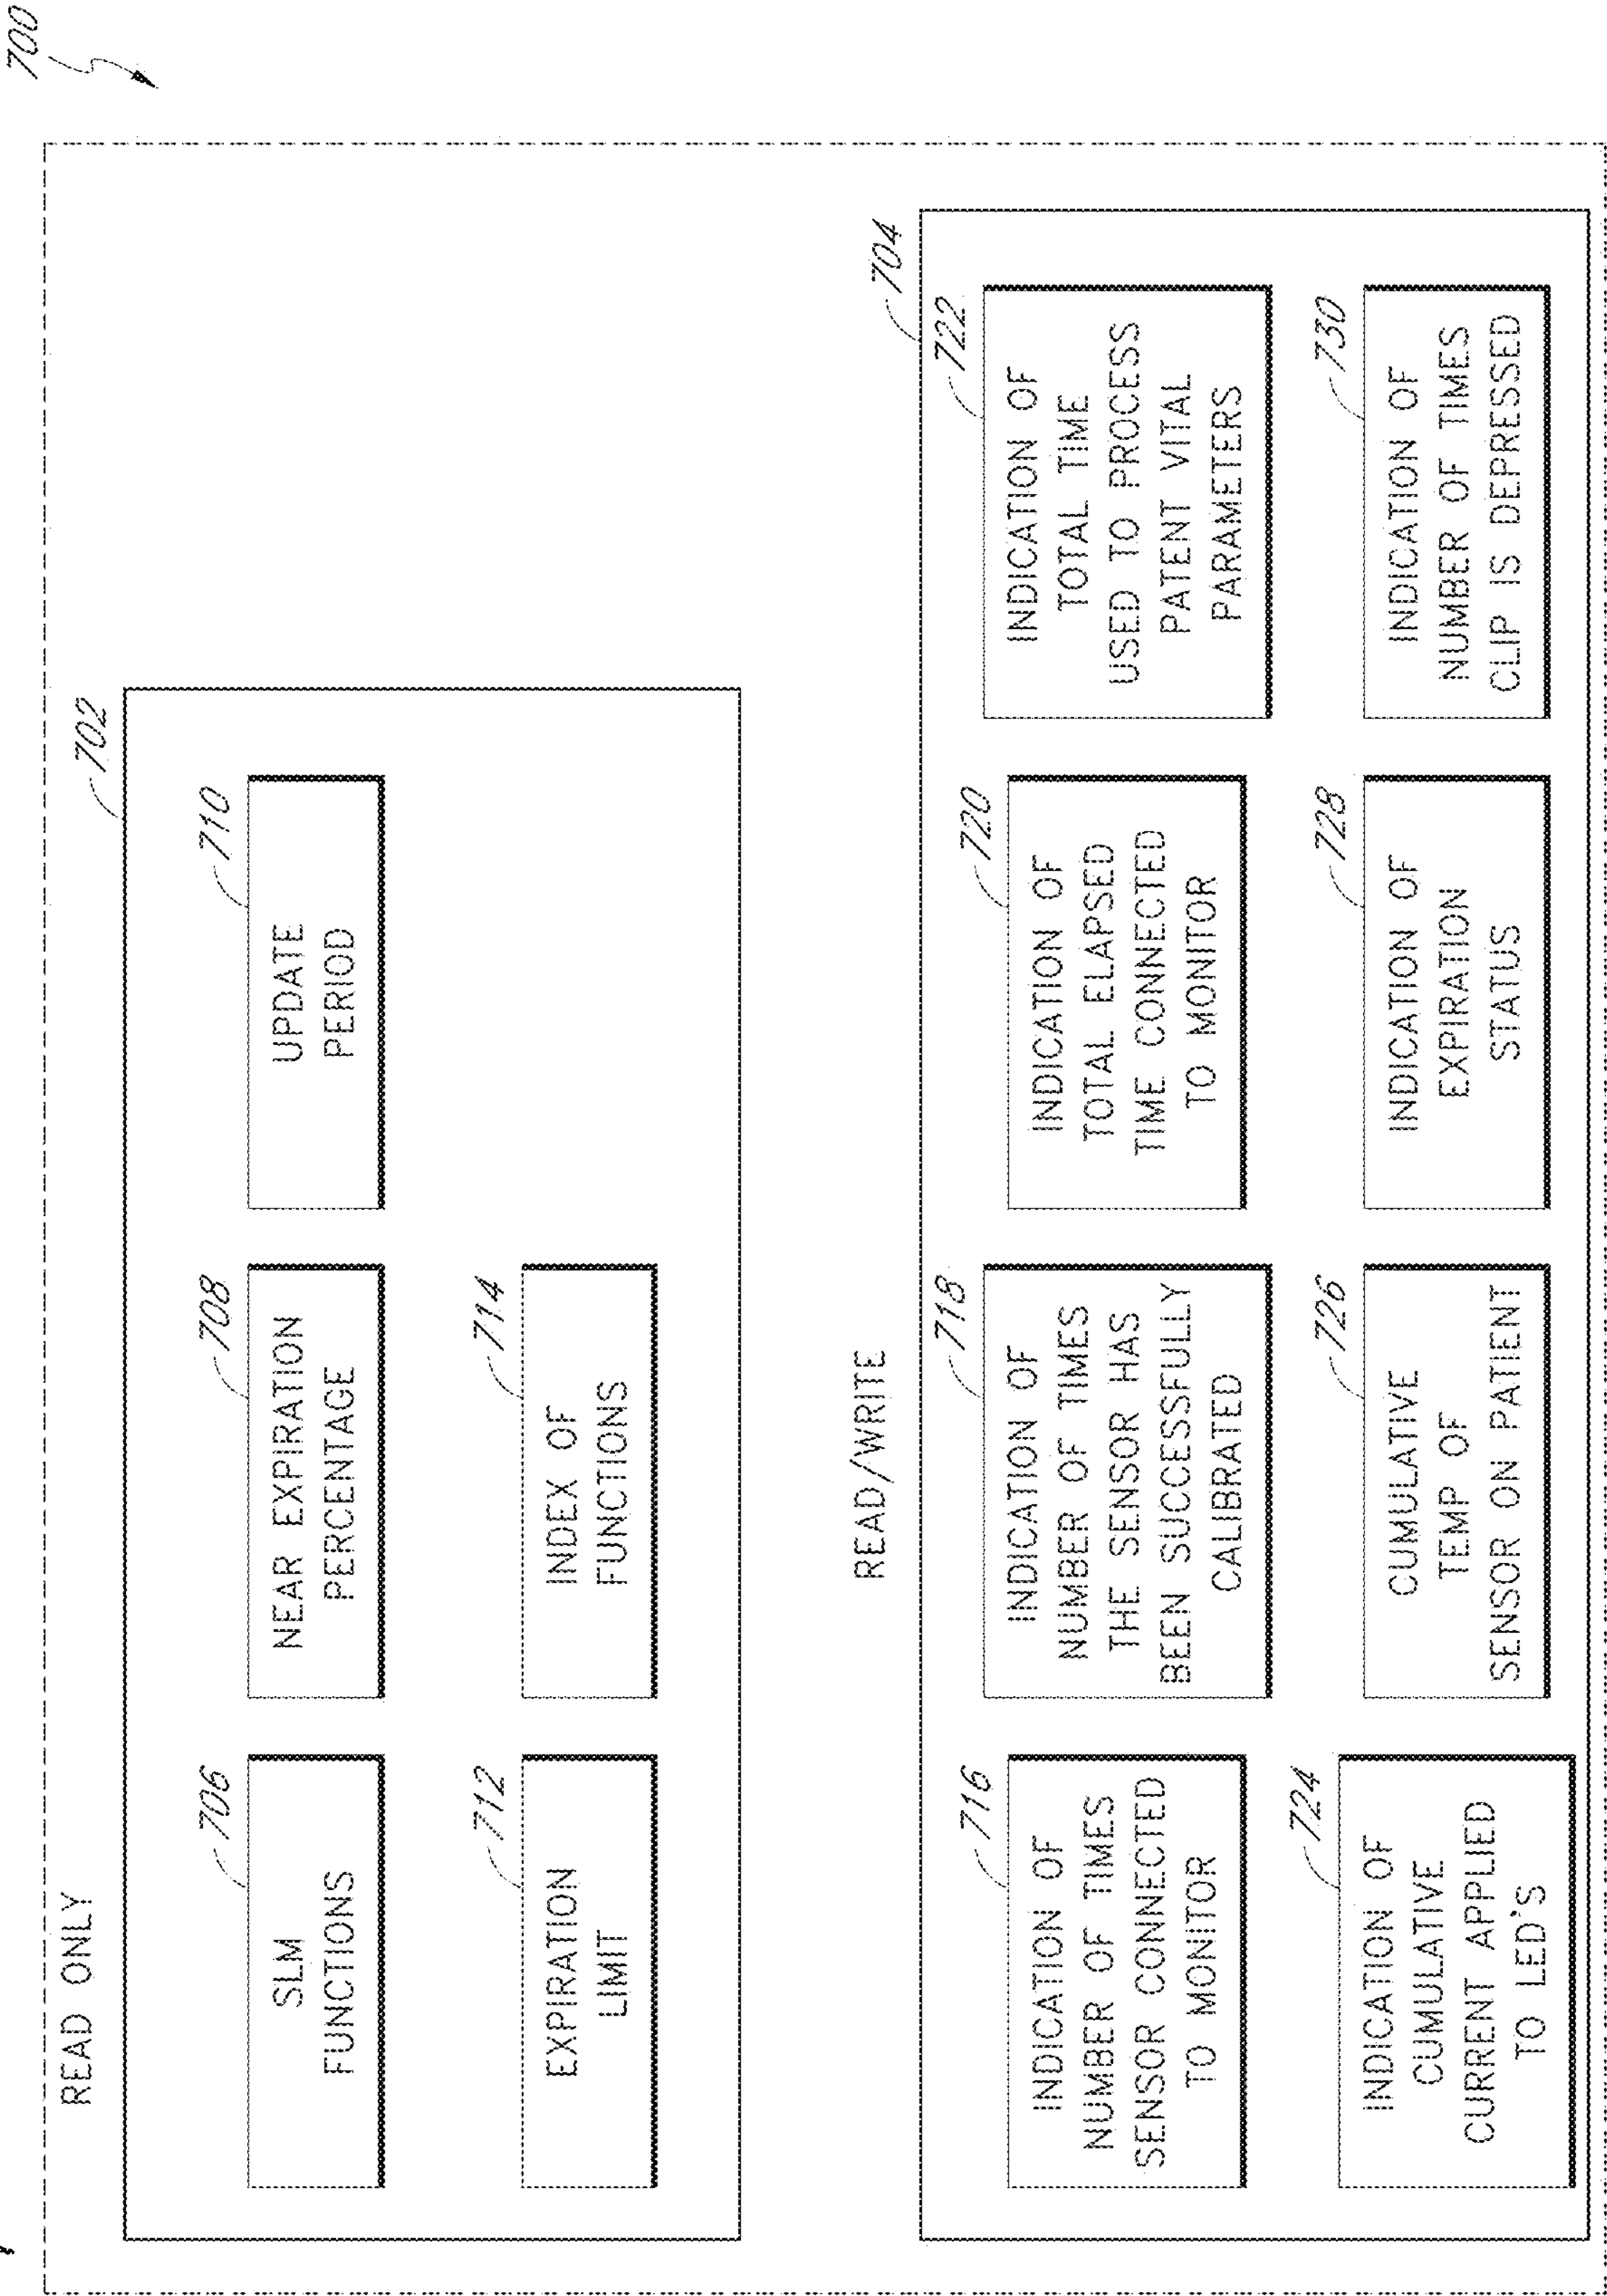 700
READ ONLY
702
706
SLM
FUNCTIONS
708
NEAR EXPIRATION
PERCENTAGE
710
UPDATE
PERIOD
712
EXPIRATION
LIMIT
714
INDEX OF
FUNCTIONS
READ/WRITE
704
716
INDICATION OF
NUMBER OF TIMES
SENSOR CONNECTED
TO MONITOR
718
INDICATION OF
NUMBER OF TIMES
THE SENSOR HAS
BEEN SUCCESSFULLY
CALIBRATED
720
INDICATION OF
TOTAL ELAPSED
TIME CONNECTED
TO MONITOR
722
INDICATION OF
TOTAL TIME
USED TO PROCESS
PATENT VITAL
PARAMETERS
724
INDICATION OF
CUMULATIVE
CURRENT APPLIED
TO LED'S
726
CUMULATIVE
TEMP OF
SENSOR ON PATIENT
728
INDICATION OF
EXPIRATION
STATUS
730
INDICATION OF
NUMBER OF TIMES
CLIP IS DEPRESSED